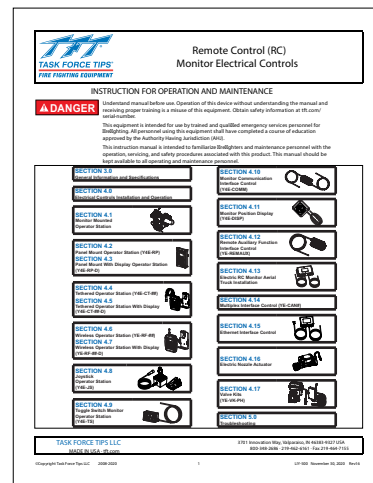 TFT
TASK FORCE TIPS®
FIRE FIGHTING EQUIPMENT
Remote Control (RC)
Monitor Electrical Controls
INSTRUCTION FOR OPERATION AND MAINTENANCE
DANGER
Understand manual before use. Operation of this device without understanding the manual and
receiving proper training is a misuse of this equipment. Obtain safety information at tft.com/
serial-number.
This equipment is intended for use by trained and qualified emergency services personnel for
firefighting. All personnel using this equipment shall have completed a course of education
approved by the Authority Having Jurisdiction (AHJ).
This instruction manual is intended to familiarize firefighters and maintenance personnel with the
operation, servicing, and safety procedures associated with this product. This manual should be
kept available to all operating and maintenance personnel.
SECTION 3.0
General Information and Specifications
SECTION 4.0
Electrical Controls Installation and Operation
SECTION 4.1
Monitor Mounted
Operator Station
SECTION 4.2
Panel Mount Operator Station (Y4E-RP)
SECTION 4.3
Panel Mount With Display Operator Station
(Y4E-RP-D)
SECTION 4.4
Tethered Operator Station (Y4E-CT-##)
SECTION 4.5
Tethered Operator Station With Display
(Y4E-CT-##-D)
SECTION 4.6
Wireless Operator Station (YE-RF-##)
SECTION 4.7
Wireless Operator Station With Display
(YE-RF-##-D)
SECTION 4.8
Joystick
Operator Station
(Y4E-JS)
SECTION 4.9
Toggle Switch Monitor
Operator Station
(Y4E-TS)
SECTION 4.10
Monitor Communication
Interface Control
(Y4E-COMM)
SECTION 4.11
Monitor Position Display
(Y4E-DISP)
SECTION 4.12
Remote Auxiliary Function
Interface Control
(YE-REMAUX)
SECTION 4.13
Electric RC Monitor Aerial
Truck Installation
SECTION 4.14
Multiplex Interface Control (YE-CAN#)
SECTION 4.15
Ethernet Interface Control
SECTION 4.16
Electric Nozzle Actuator
SECTION 4.17
Valve Kits
(YE-VK-P#)
SECTION 5.0
Troubleshooting
TASK FORCE TIPS LLC
MADE IN USA · tft.com
3701 Innovation Way, Valparaiso, IN 46383-9327 USA
800-348-2686 · 219-462-6161 · Fax 219-464-7155
©Copyright Task Force Tips LLC 2008-2020 1 LIY-500 November 30, 2020 Rev16